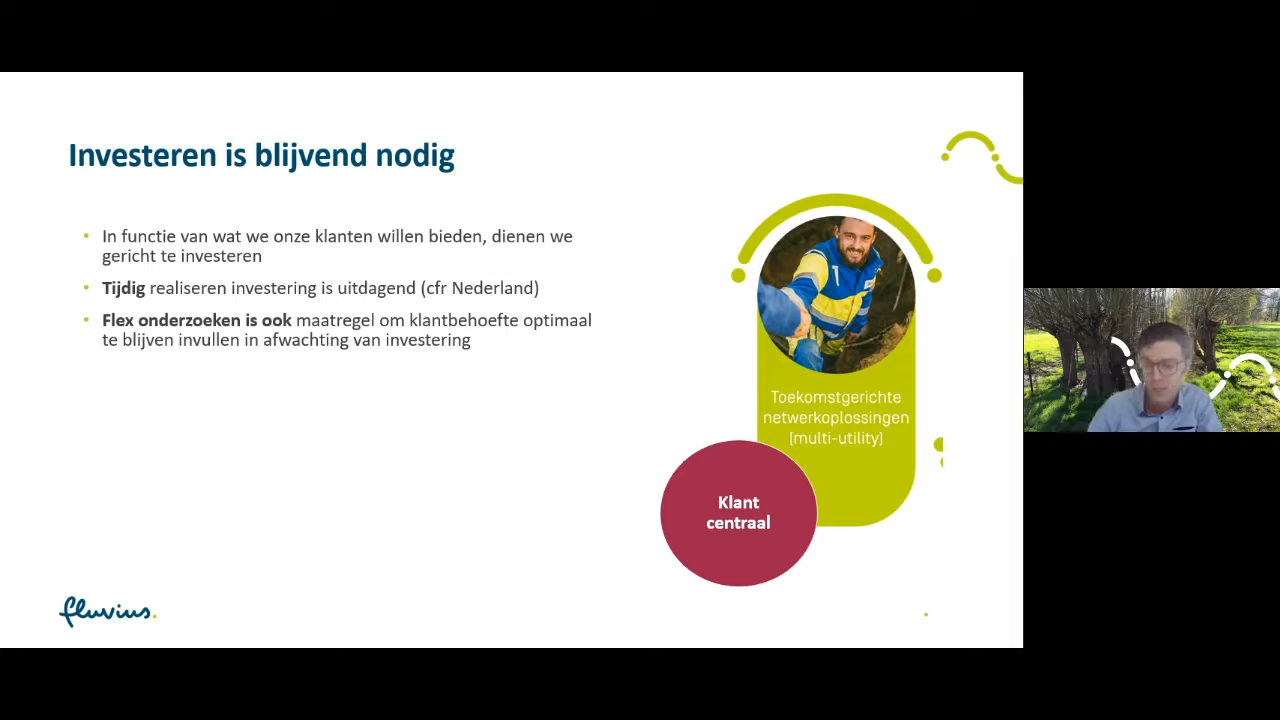 Investeren is blijvend nodig
• In functie van wat we onze klanten willen bieden, dienen we
gericht te investeren
• Tijdig realiseren investering is uitdagend (cfr Nederland)
• Flex onderzoeken is ook maatregel om klantbehoefte optimaal
te blijven invullen in afwachting van investering
Toekomstgerichte
netwerkoplossingen
[multi-utility]
Klant
centraal
fluvius.